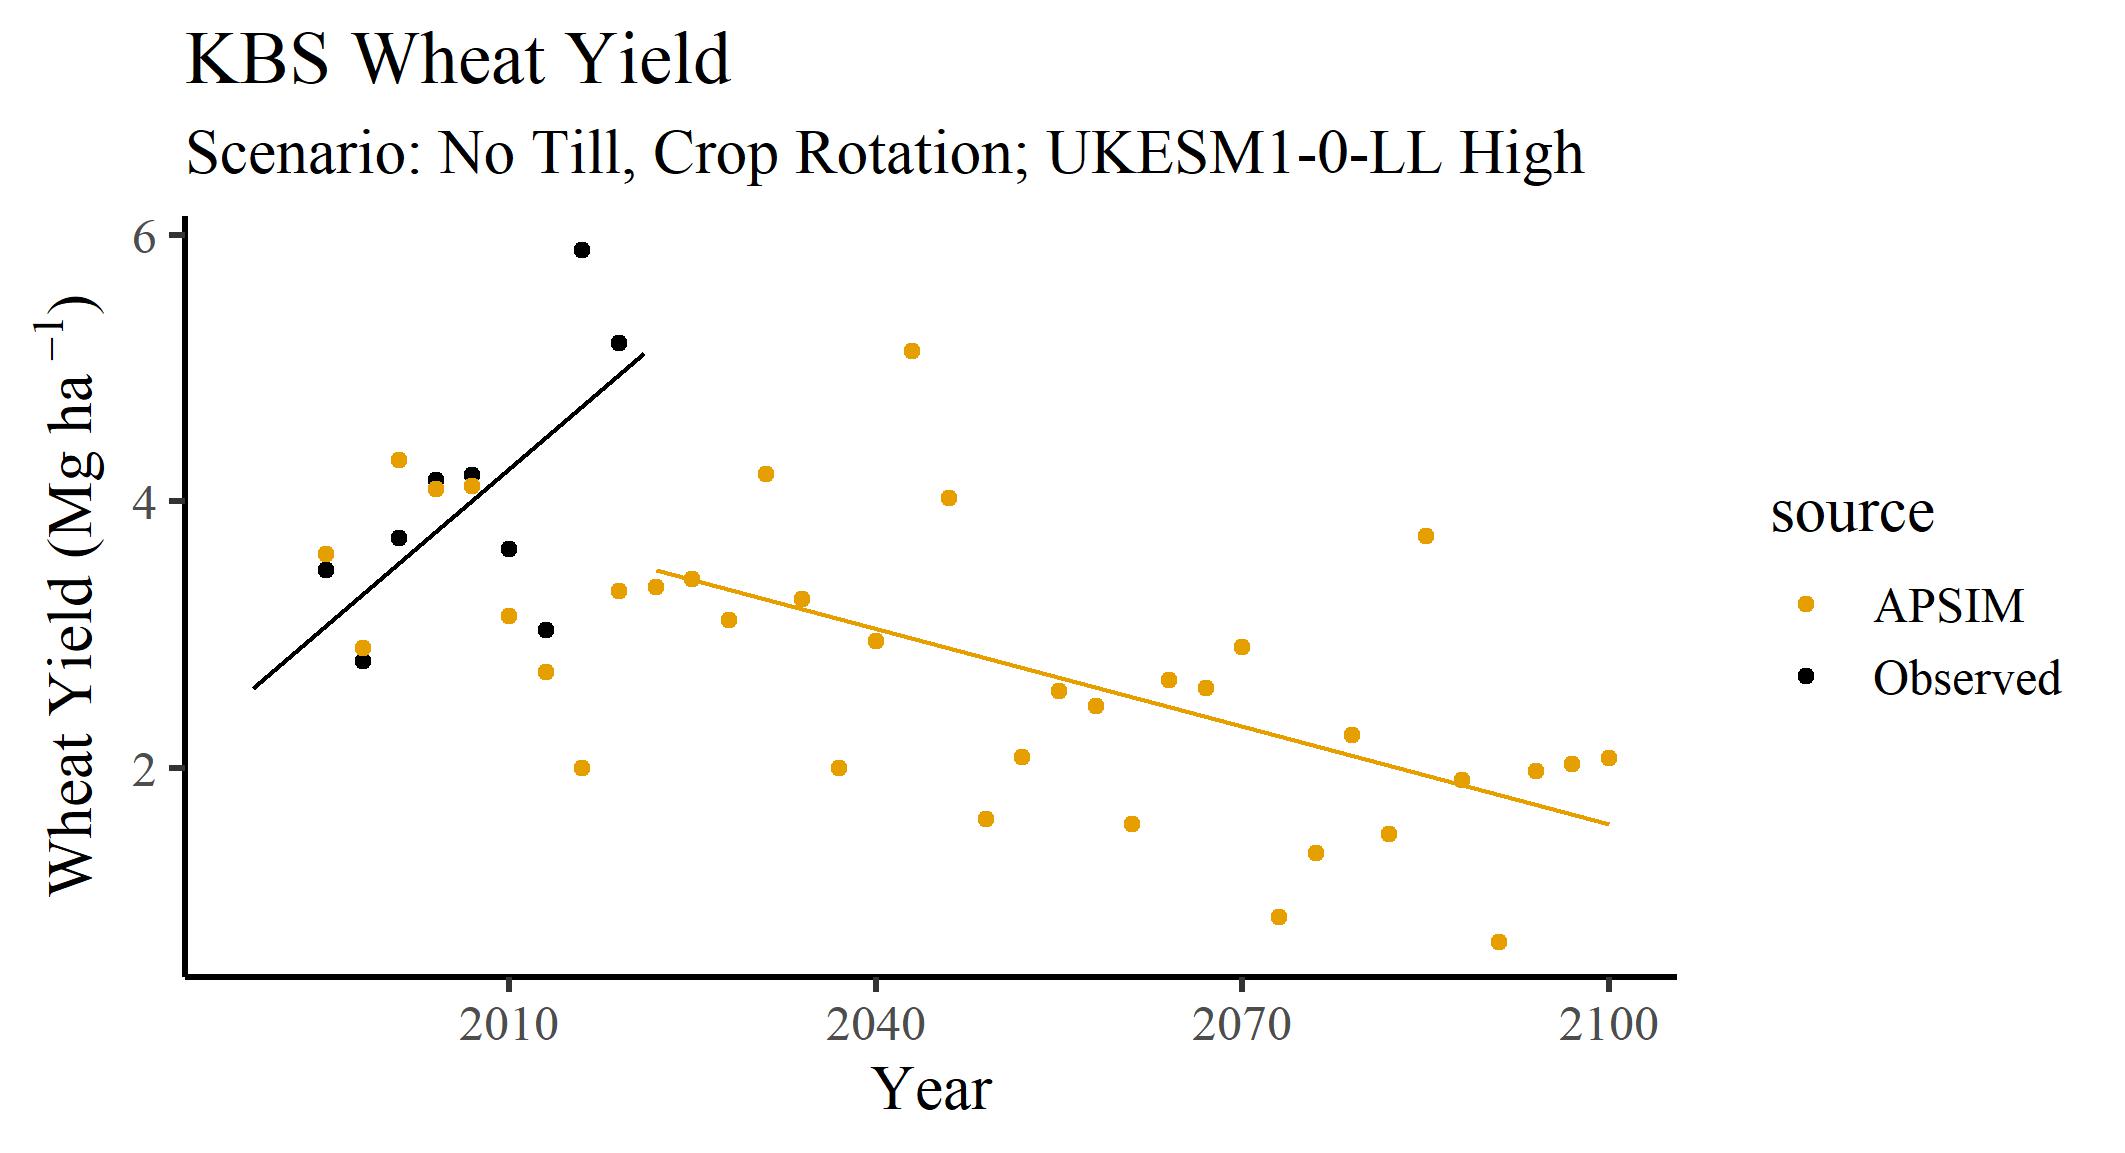 KBS Wheat Yield
Scenario: No Till, Crop Rotation; UKESM1-0-LL High
Wheat Yield (Mg ha −1)
6
4
2
2010
2040
2070
2100
Year
source
APSIM
Observed